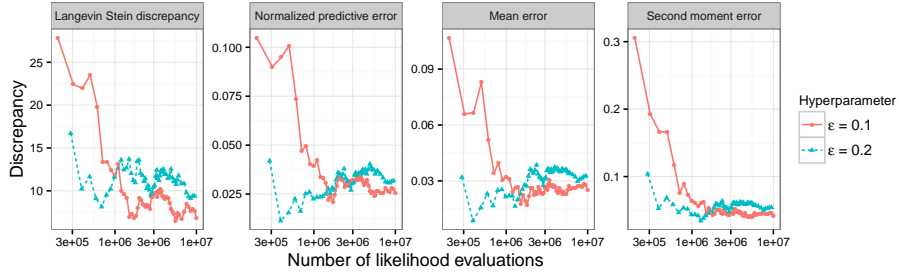 Langevin Stein discrepancy
Normalized predictive error
Mean error
Second moment error
Discrepancy
25
20
15
10
0.100
0.075
0.050
0.025
0.09
0.06
0.03
0.3
0.2
0.1
3e+05 1e+06 3e+06 1e+07
3e+05 1e+06 3e+06 1e+07
3e+05 1e+06 3e+06 1e+07
3e+05 1e+06 3e+06 1e+07
Number of likelihood evaluations
Hyperparameter
ε = 0.1
ε = 0.2